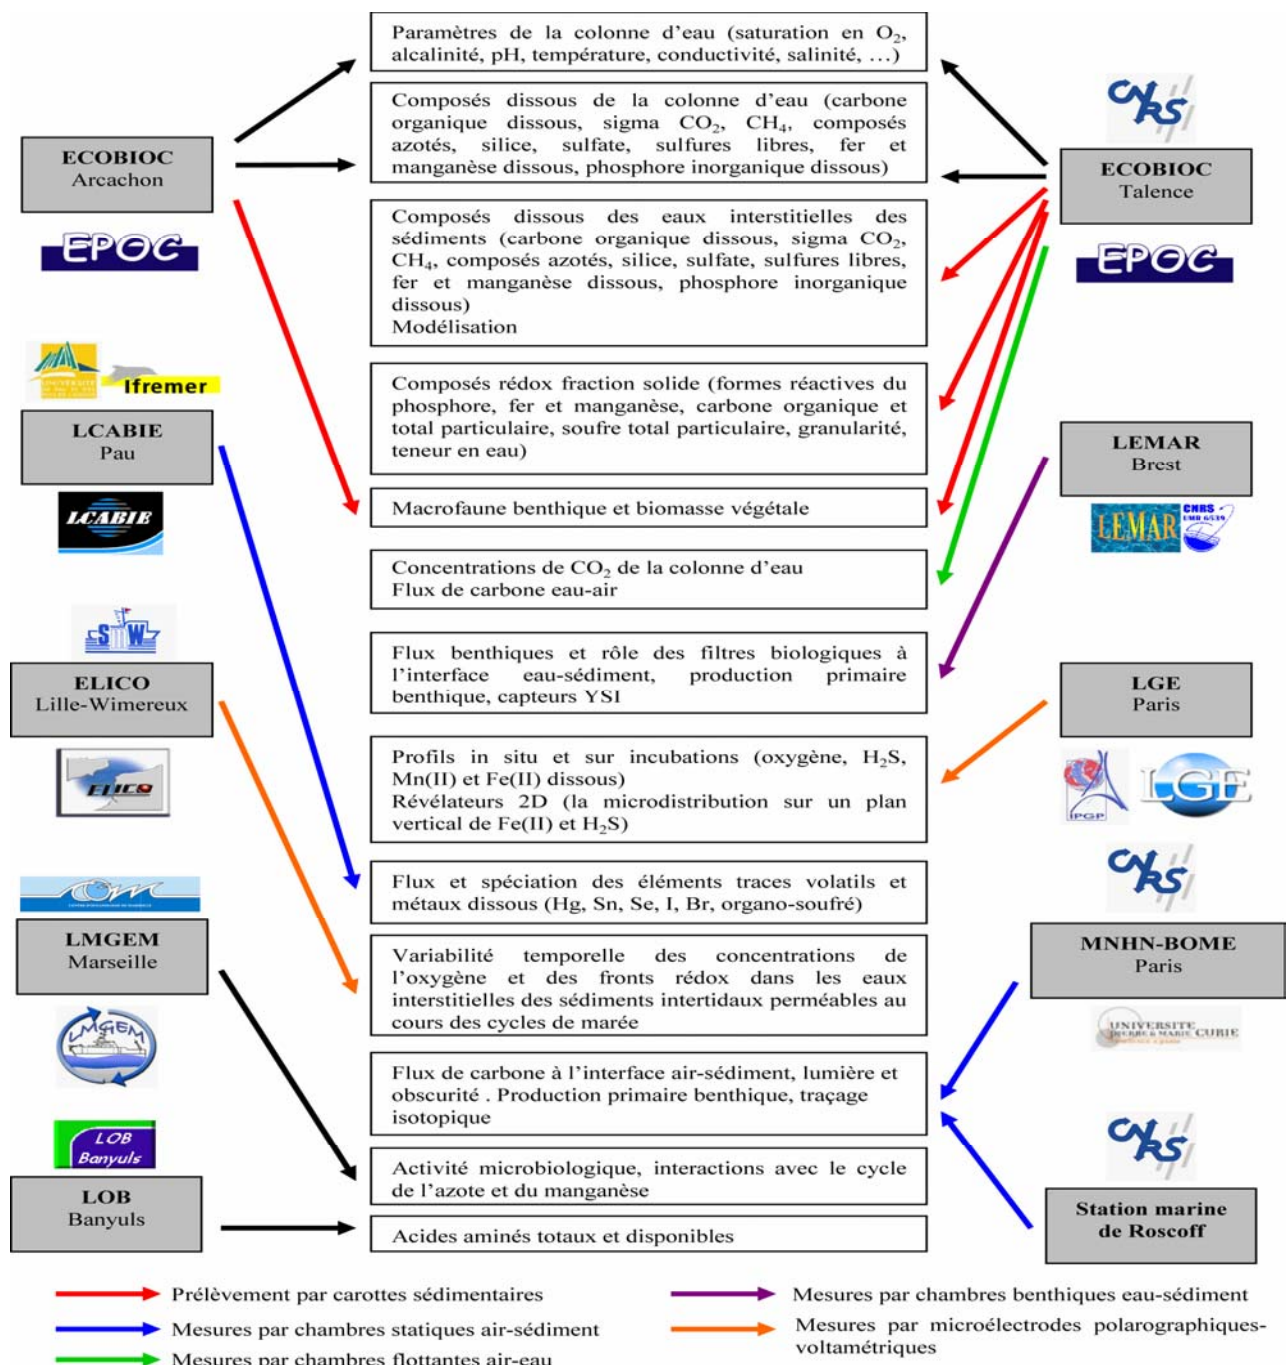 Paramètres de la colonne d'eau (saturation en O2,
alcalinité, pH, température, conductivité, salinité, …)
CNRS
Composés dissous de la colonne d'eau (carbone
organique dissous, sigma CO2, CH4, composés
azotés, silice, sulfate, sulfures libres, fer et
manganèse dissous, phosphore inorganique dissous)
ECOBIOC
Arcachon
EPOC
ECOBIOC
Talence
EPOC
Composés dissous des eaux interstitielles des
sédiments (carbone organique dissous, sigma CO2,
CH4, composés azotés, silice, sulfate, sulfures libres,
fer et manganèse dissous, phosphore inorganique
dissous)
Modélisation
UNIVERSITÉ
Ifremer
LCABIE
Pau
LCABIE
Composés rédox fraction solide (formes réactives du
phosphore, fer et manganèse, carbone organique et
total particulaire, soufre total particulaire, granularité,
teneur en eau)
LEMAR
Brest
LEMAR
CNRS
UMR 6539
Macrofaune benthique et biomasse végétale
Concentrations de CO2 de la colonne d'eau
Flux de carbone eau-air
SMW
ELICO
Lille-Wimereux
ELICO
Flux benthiques et rôle des filtres biologiques à
l'interface eau-sédiment, production primaire
benthique, capteurs YSI
LGE
Paris
IPGP
LGE
Profils in situ et sur incubations (oxygène, H2S,
Mn(II) et Fe(II) dissous)
Révélateurs 2D (la microdistribution sur un plan
vertical de Fe(II) et H2S)
CNRS
Flux et spéciation des éléments traces volatils et
métaux dissous (Hg, Sn, Se, I, Br, organo-soufré)
com
CENTRE D'OCEANOLOGIE DE MARSEILLE
LMGEM
Marseille
LMGEM
MNHN-BOME
Paris
UNIVERSITE
PIERRE & MARIE CURIE
Variabilité temporelle des concentrations de
l'oxygène et des fronts rédox dans les eaux
interstitielles des sédiments intertidaux perméables au
cours des cycles de marée
Flux de carbone à l'interface air-sédiment, lumière et
obscurité . Production primaire benthique, traçage
isotopique
LOB
Banyuls
LOB
Banyuls
CNRS
Activité microbiologique, interactions avec le cycle
de l'azote et du manganèse
Station marine
de Roscoff
Acides aminés totaux et disponibles
Prélèvement par carottes sédimentaires
Mesures par chambres statiques air-sédiment
Mesures par chambres flottantes air-eau
Mesures par chambres benthiques eau-sédiment
Mesures par microélectrodes polarographiques-
voltamétriques